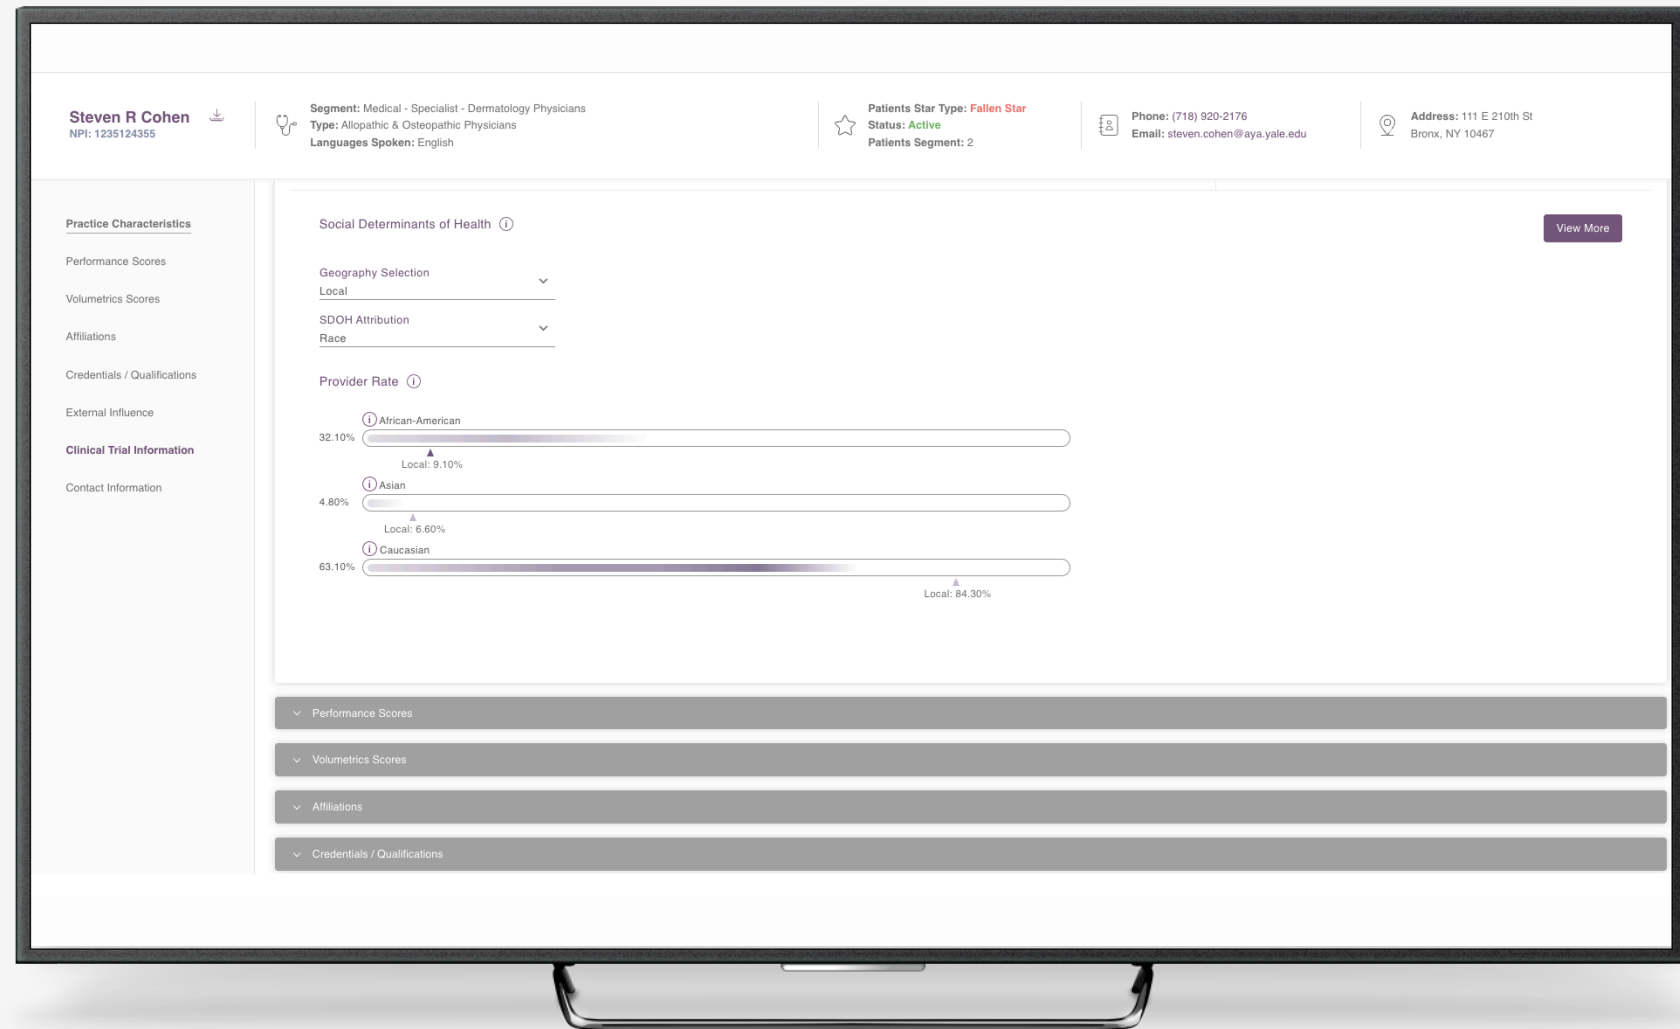 Steven R Cohen
NPI: 1235124355
Segment: Medical - Specialist - Dermatology Physicians
Type: Allopathic & Osteopathic Physicians
Languages Spoken: English
Patients Star Type: Fallen Star
Status: Active
Patients Segment: 2
Phone: (718) 920-2176
Email: steven.cohen@aya.yale.edu
Address: 111 E 210th St
Bronx, NY 10467
Practice Characteristics
Performance Scores
Volumetrics Scores
Affiliations
Credentials / Qualifications
External Influence
Clinical Trial Information
Contact Information
Social Determinants of Health
View More
Geography Selection
Local
SDOH Attribution
Race
Provider Rate
African-American
32.10%
Local: 9.10%
Asian
4.80%
Local: 6.60%
Caucasian
63.10%
Local: 84.30%
Performance Scores
Volumetrics Scores
Affiliations
Credentials / Qualifications